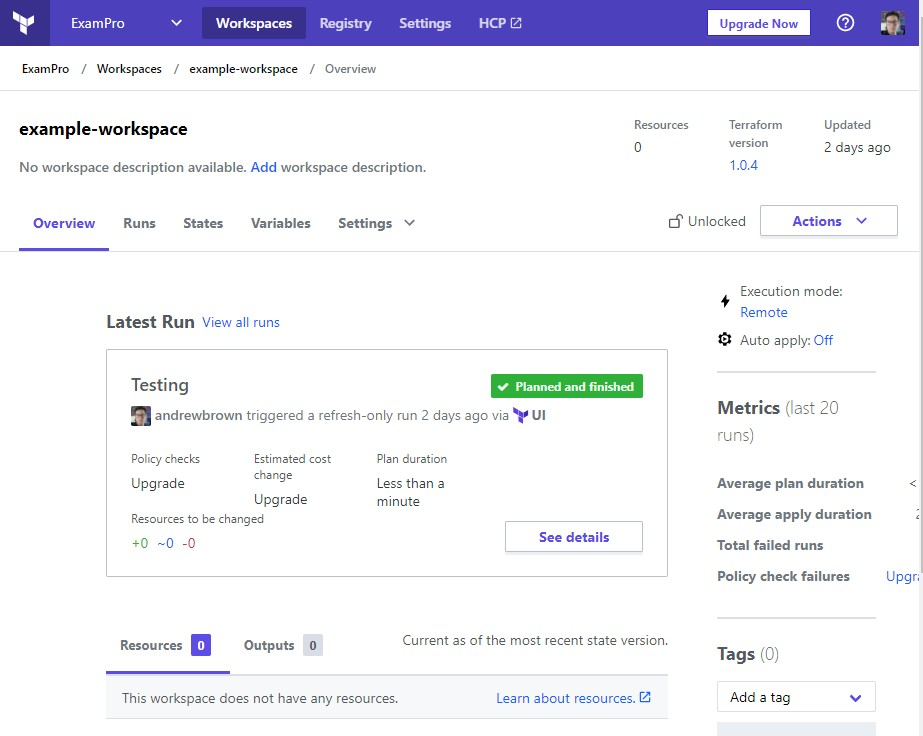 ExamPro Workspaces Registry Settings HCP Upgrade Now
ExamPro / Workspaces / example-workspace / Overview
example-workspace
No workspace description available. Add workspace description.
Resources
0
Terraform
version
1.0.4
Updated
2 days ago
Overview Runs States Variables Settings Unlocked Actions
Latest Run View all runs
Testing
Planned and finished
andrewbrown triggered a refresh-only run 2 days ago via UI
Policy checks
Upgrade
Estimated cost
change
Upgrade
Plan duration
Less than a
minute
Resources to be changed
+0 ~0 -0
See details
Resources 0 Outputs 0 Current as of the most recent state version.
This workspace does not have any resources. Learn about resources.
Execution mode:
Remote
Auto apply: Off
Metrics (last 20
runs)
Average plan duration <
Average apply duration
Total failed runs
Policy check failures
Tags (0)
Add a tag